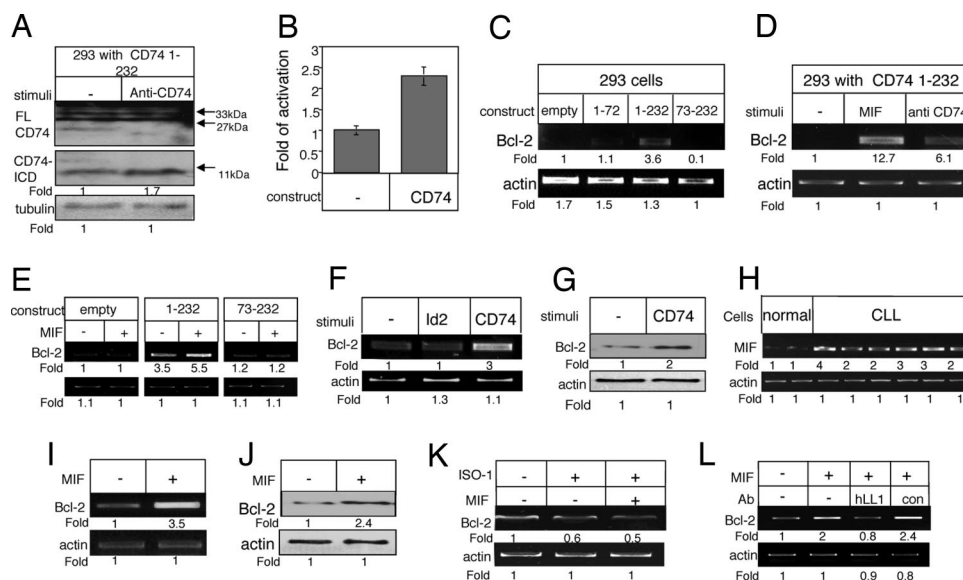 A
293 with CD74 1-
232
stimuli - Anti-CD74
FL 33kDa
27kDa
CD74
CD74-
ICD 11kDa
Fold 1 1.7
tubulin
Fold 1 1
B
Fold of activation
3
2.5
2
1.5
1
0.5
0
construct - CD74
C
293 cells
construct empty 1-72 1-232 73-232
Bcl-2
Fold 1 1.1 3.6 0.1
actin
Fold 1.7 1.5 1.3 1
D
293 with CD74 1-232
stimuli - MIF anti CD74
Bcl-2
Fold 1 12.7 6.1
actin
Fold 1 1 1
E
construct empty 1-232 73-232
MIF - + - + - +
Bcl-2
Fold 1 1 3.5 5.5 1.2 1.2
actin
Fold 1.1 1 1 1 1.1 1.1
F
stimuli - Id2 CD74
Bcl-2
Fold 1 1 3
actin
Fold 1 1.3 1.1
G
stimuli - CD74
Bcl-2
Fold 1 2
actin
Fold 1 1
H
Cells normal CLL
MIF
Fold 1 1 4 2 2 3 3 2
actin
Fold 1 1 1 1 1 1 1 1
I
MIF - +
Bcl-2
Fold 1 3.5
actin
Fold 1 1
J
MIF - +
Bcl-2
Fold 1 2.4
actin
Fold 1 1
K
ISO-1 - + +
MIF - - +
Bcl-2
Fold 1 0.6 0.5
actin
Fold 1 1 1
L
MIF - + + +
Ab - - hLL1 con
Bcl-2
Fold 1 2 0.8 2.4
actin
Fold 1 1 0.9 0.8